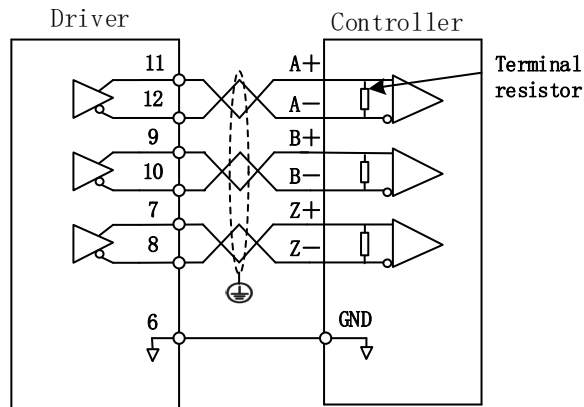 Driver
Controller
11
A+
Terminal
resistor
12
A-
9
B+
10
B-
7
Z+
8
Z-
6
GND